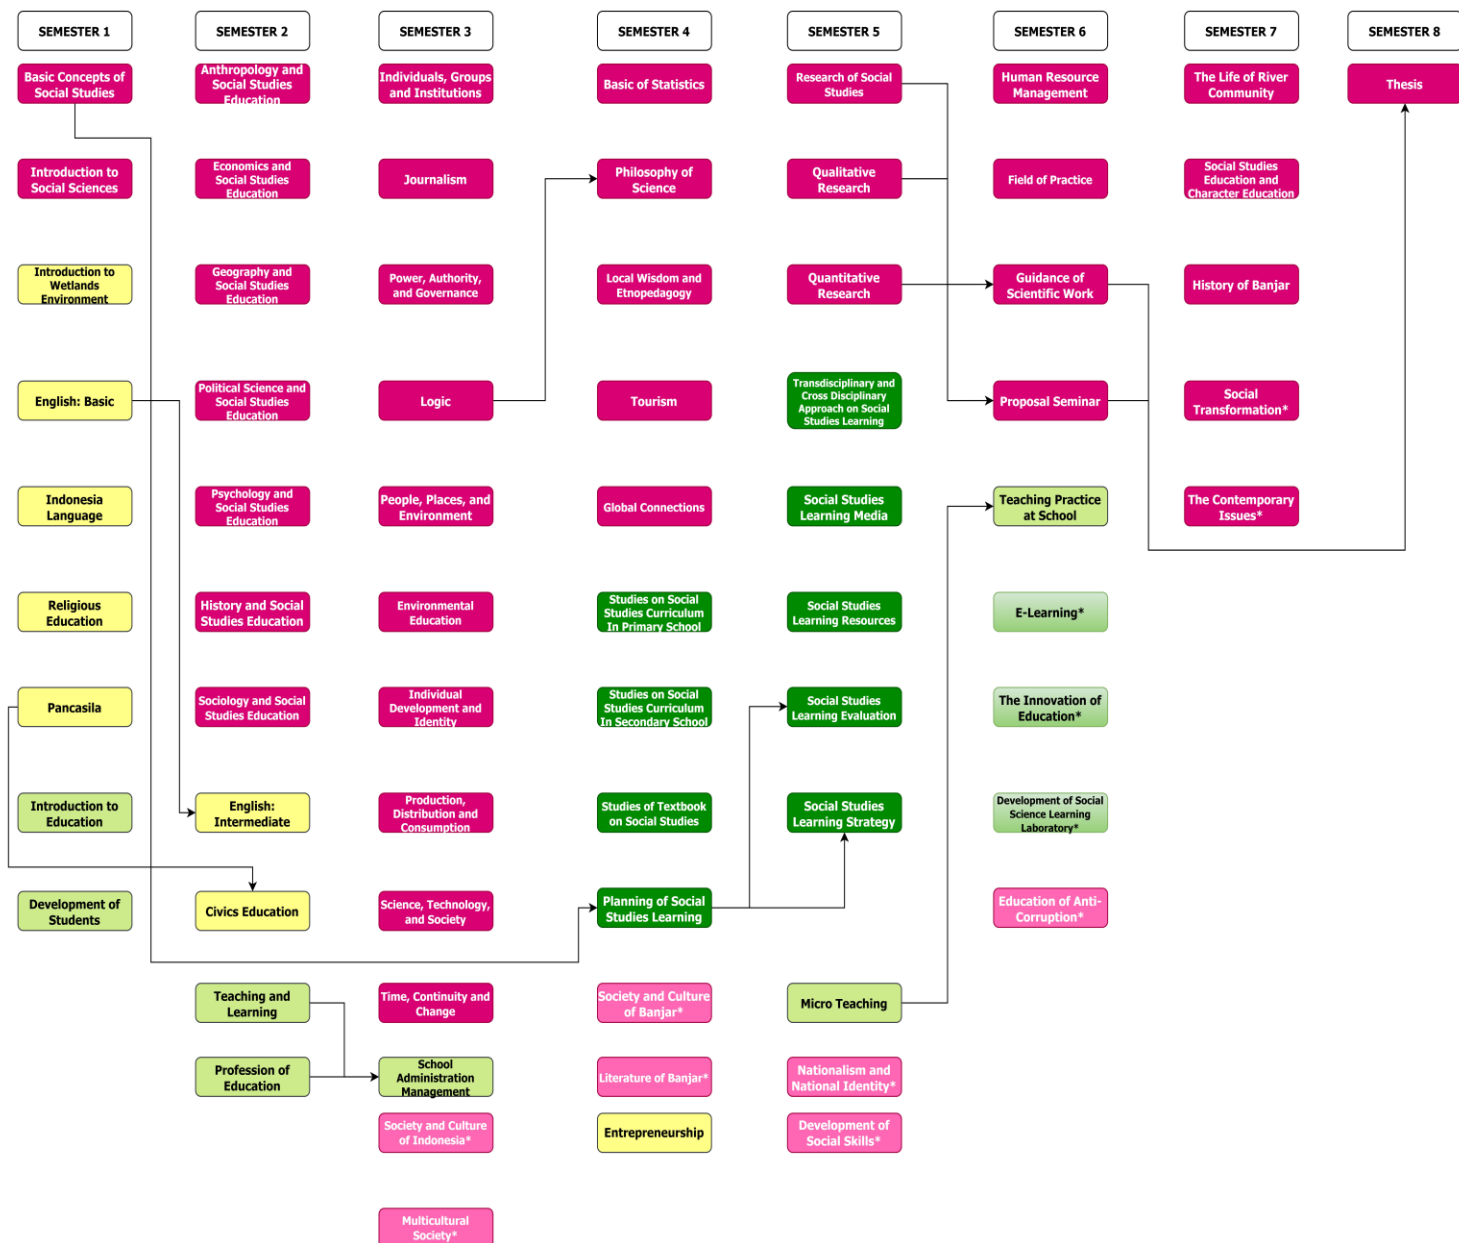 SEMESTER 1
SEMESTER 2
SEMESTER 3
SEMESTER 4
SEMESTER 5
SEMESTER 6
SEMESTER 7
SEMESTER 8
Basic Concepts of
Social Studies
Anthropology and
Social Studies
Education
Individuals, Groups
and Institutions
Basic of Statistics
Research of Social
Studies
Human Resource
Management
The Life of River
Community
Thesis
Introduction to
Social Sciences
Economics and
Social Studies
Education
Journalism
Philosophy of
Science
Qualitative
Research
Field of Practice
Social Studies
Education and
Character Education
Introduction to
Wetlands
Environment
Geography and
Social Studies
Education
Power, Authority,
and Governance
Local Wisdom and
Etnopedagogy
Quantitative
Research
Guidance of
Scientific Work
History of Banjar
English: Basic
Political Science and
Social Studies
Education
Logic
Tourism
Transdisciplinary and
Cross Disciplinary
Approach on Social
Studies Learning
Proposal Seminar
Social
Transformation*
Indonesia
Language
Psychology and
Social Studies
Education
People, Places, and
Environment
Global Connections
Social Studies
Learning Media
Teaching Practice
at School
The Contemporary
Issues*
Religious
Education
History and Social
Studies Education
Environmental
Education
Studies on Social
Studies Curriculum
In Primary School
Social Studies
Learning Resources
E-Learning*
Pancasila
Sociology and Social
Studies Education
Individual
Development and
Identity
Studies on Social
Studies Curriculum
In Secondary School
Social Studies
Learning Evaluation
The Innovation of
Education*
Introduction to
Education
English:
Intermediate
Production,
Distribution and
Consumption
Studies of Textbook
on Social Studies
Social Studies
Learning Strategy
Development of Social
Science Learning
Laboratory*
Development of
Students
Civics Education
Science, Technology,
and Society
Planning of Social
Studies Learning
Education of Anti-
Corruption*
Teaching and
Learning
Time, Continuity and
Change
Society and Culture
of Banjar*
Micro Teaching
Profession of
Education
School
Administration
Management
Literature of Banjar*
Nationalism and
National Identity*
Society and Culture
of Indonesia*
Entrepreneurship
Development of
Social Skills*
Multicultural
Society*